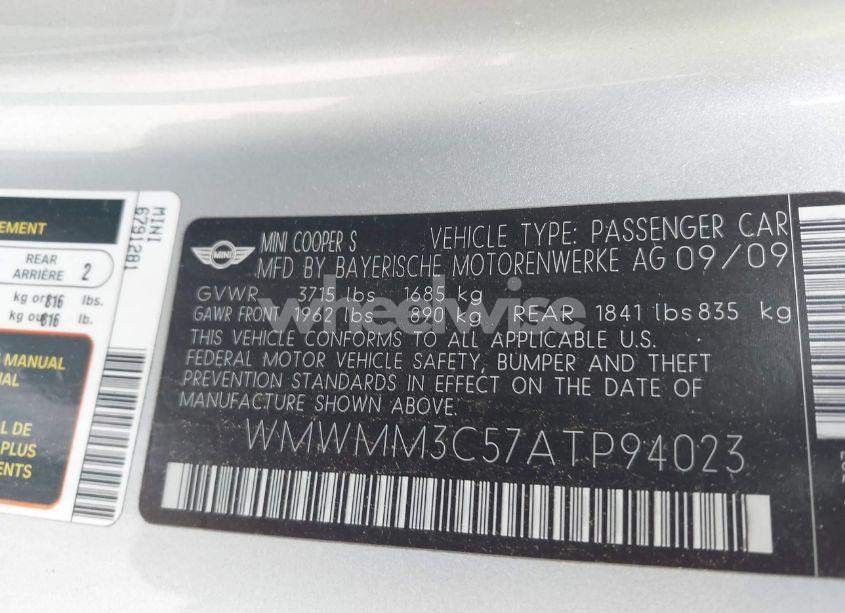 EMENT
REAR
ARRIÈRE 2
kg or 816 lbs.
kg ou 816 lb.
S MANUAL
NAL
PLUS
ENTS
MINI
6791281
MINI
MINI COOPER S VEHICLE TYPE: PASSENGER CAR
MFD BY BAYERISCHE MOTORENWERKE AG 09/09
GVWR 3715 lbs 1685 kg
GAWR FRONT 1962 lbs 890 kg REAR 1841 lbs 835 kg
THIS VEHICLE CONFORMS TO ALL APPLICABLE U.S.
FEDERAL MOTOR VEHICLE SAFETY, BUMPER AND THEFT
PREVENTION STANDARDS IN EFFECT ON THE DATE OF
MANUFACTURE SHOWN ABOVE.
WMWMM3C57ATP94023
wheelwise